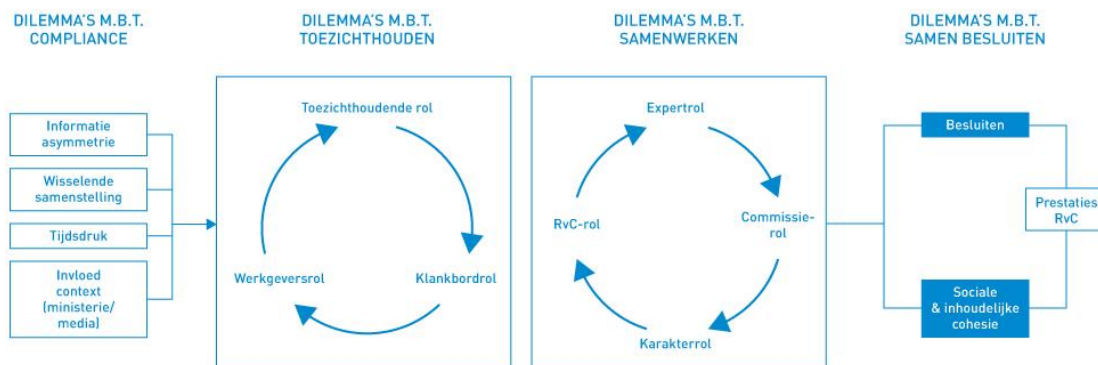 DILEMMA'S M.B.T.
COMPLIANCE
DILEMMA'S M.B.T.
TOEZICHTHOUDEN
DILEMMA'S M.B.T.
SAMENWERKEN
DILEMMA'S M.B.T.
SAMEN BESLUITEN
Informatie
asymmetrie
Wisselende
samenstelling
Tijdsdruk
Invloed
context
(ministerie/
media)
Toezichthoudende rol
Klankbordrol
Werkgeversrol
Expertrol
Commissie-
rol
Karakterrol
RvC-rol
Besluiten
Prestaties
RvC
Sociale
& inhoudelijke
cohesie